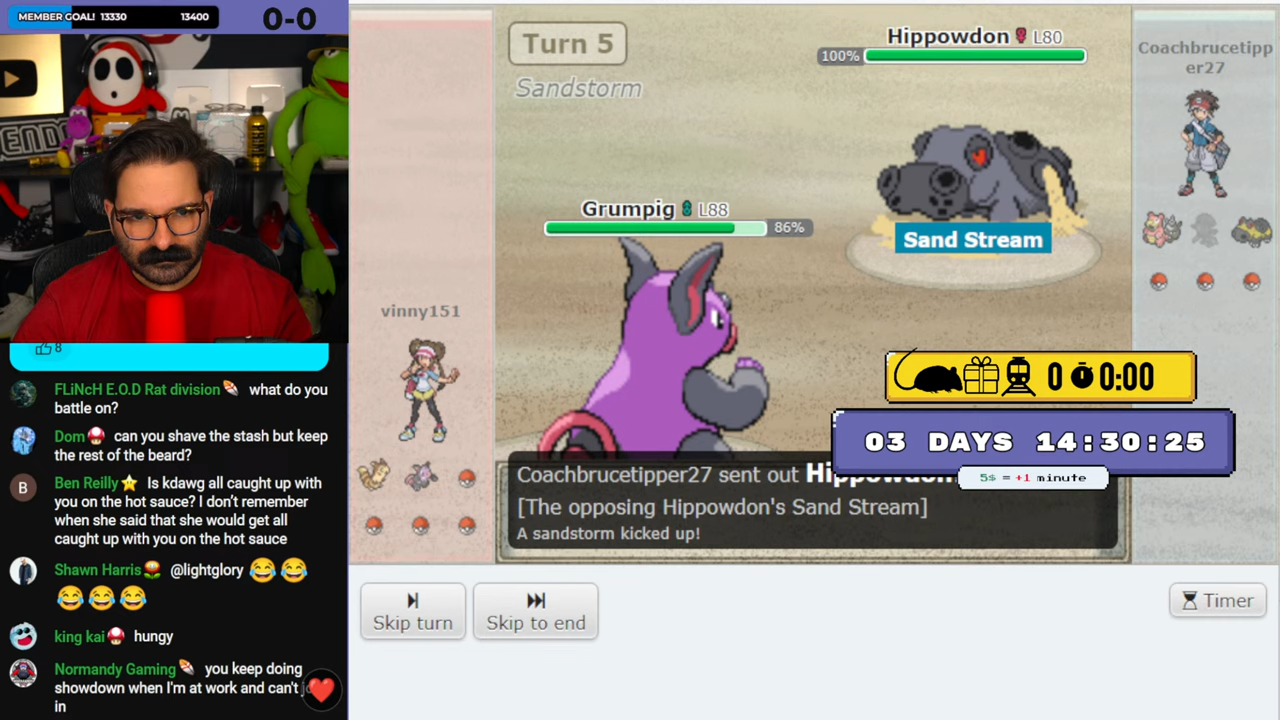 MEMBER GOAL! 13330 13400
0-0
ENDS
FLiNCH E.O.D Rat division what do you
battle on?
Dom can you shave the stash but keep
the rest of the beard?
B
Ben Reilly Is kdawg all caught up with
you on the hot sauce? I don't remember
when she said that she would get all
caught up with you on the hot sauce
Shawn Harris @lightglory
king kai hungy
Normandy Gaming you keep doing
showdown when I'm at work and can't
in
8
vinny151
Turn 5
Sandstorm
Hippowdon L80
100%
Grumpig L88
86%
Sand Stream
Coachbrucetipp
er27
0 0:00
03 DAYS 14:30:25
5$ = +1 minute
Coachbrucetipper27 sent out
[The opposing Hippowdon's Sand Stream]
A sandstorm kicked up!
Skip turn
Skip to end
Timer